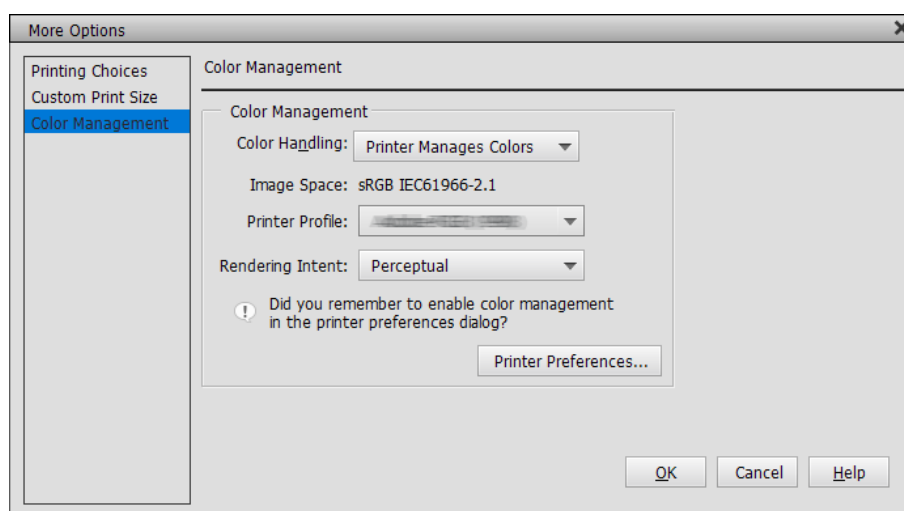 More Options
Printing Choices
Custom Print Size
Color Management
Color Management
Color Management
Color Handling: Printer Manages Colors
Image Space: sRGB IEC61966-2.1
Printer Profile:
Rendering Intent: Perceptual
Did you remember to enable color management
in the printer preferences dialog?
Printer Preferences...
OK Cancel Help